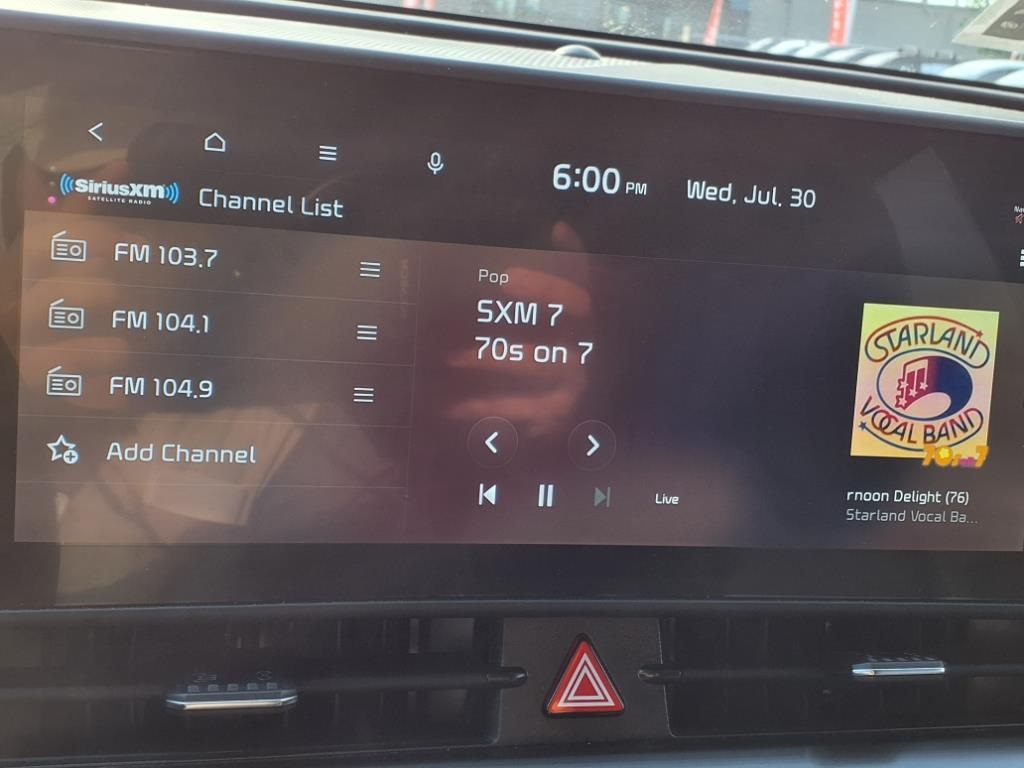 6:00 PM
Wed, Jul, 30
SiriusXM
SATELLITE RADIO
Channel List
FM 103.7
FM 104.1
FM 104.9
Add Channel
Pop
SXM 7
70s on 7
Live
STARLAND
VOCAL BAND
70s on 7
rnoon Delight (76)
Starland Vocal Ba...